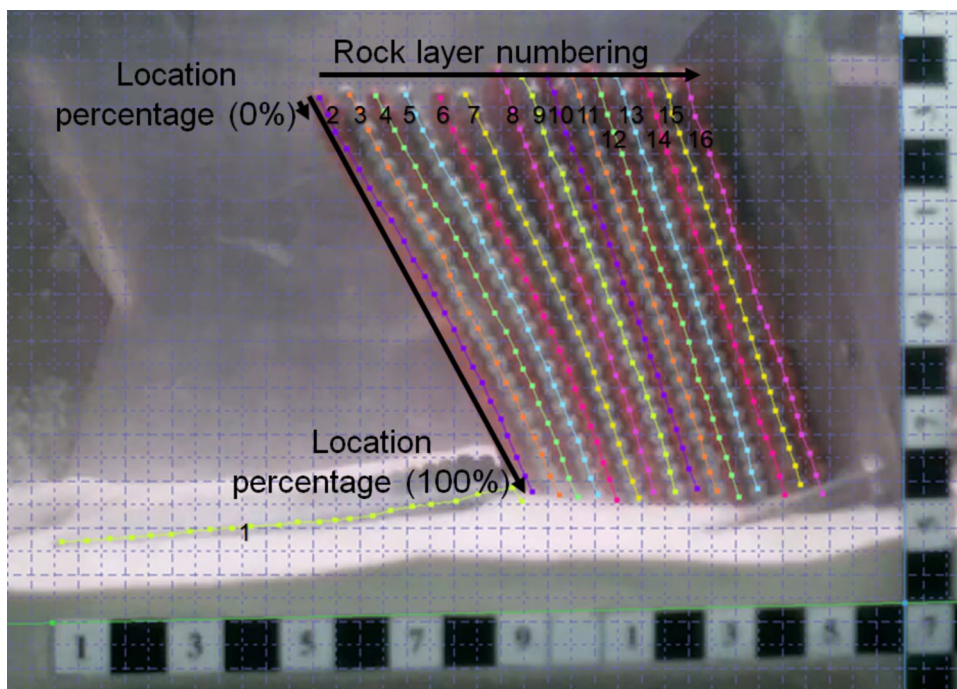 Rock layer numbering
Location
percentage (0%)
2 3 4 5 6 7 8 9 10 11 13 15
12 14 16
Location
percentage (100%)
1
1 3 5 7 9 1 3 5 7